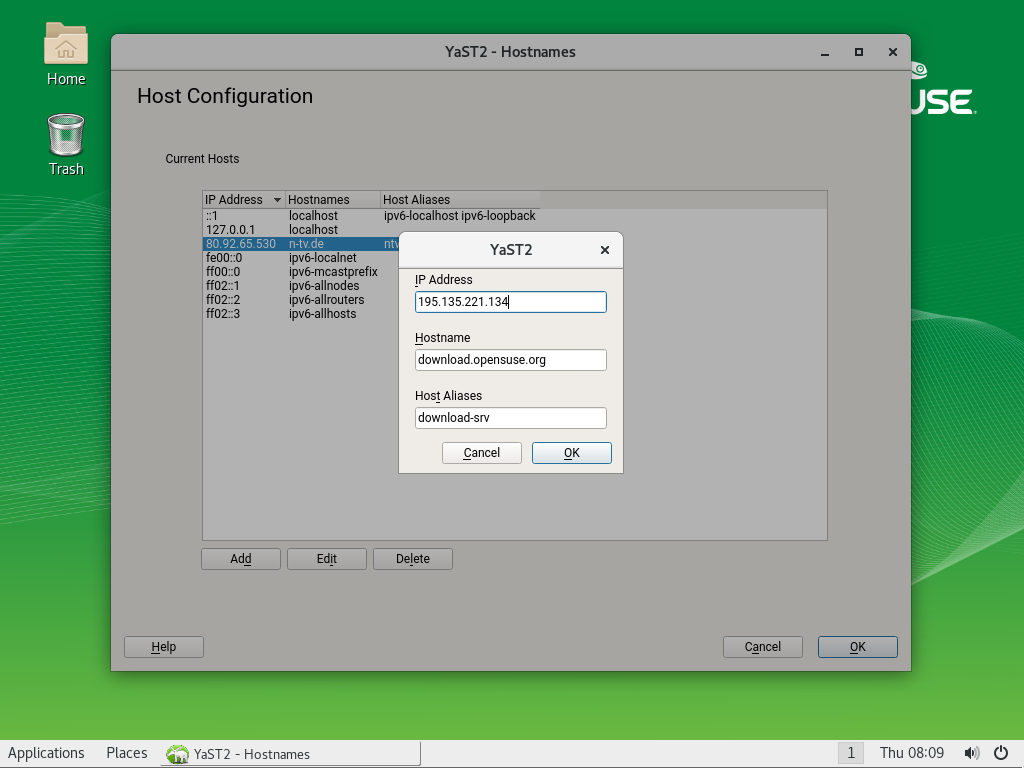 Home
Trash
USE
YaST2 - Hostnames
Host Configuration
Current Hosts
IP Address Hostnames Host Aliases
::1 localhost ipv6-localhost ipv6-loopback
127.0.0.1 localhost
80.92.65.530 n-tv.de ntv
fe00::0 ipv6-localnet
ff00::0 ipv6-mcastprefix
ff02::1 ipv6-allnodes
ff02::2 ipv6-allrouters
ff02::3 ipv6-allhosts
YaST2
IP Address
195.135.221.134
Hostname
download.opensuse.org
Host Aliases
download-srv
Cancel OK
Add Edit Delete
Help Cancel OK
Applications Places YaST2 - Hostnames 1 Thu 08:09